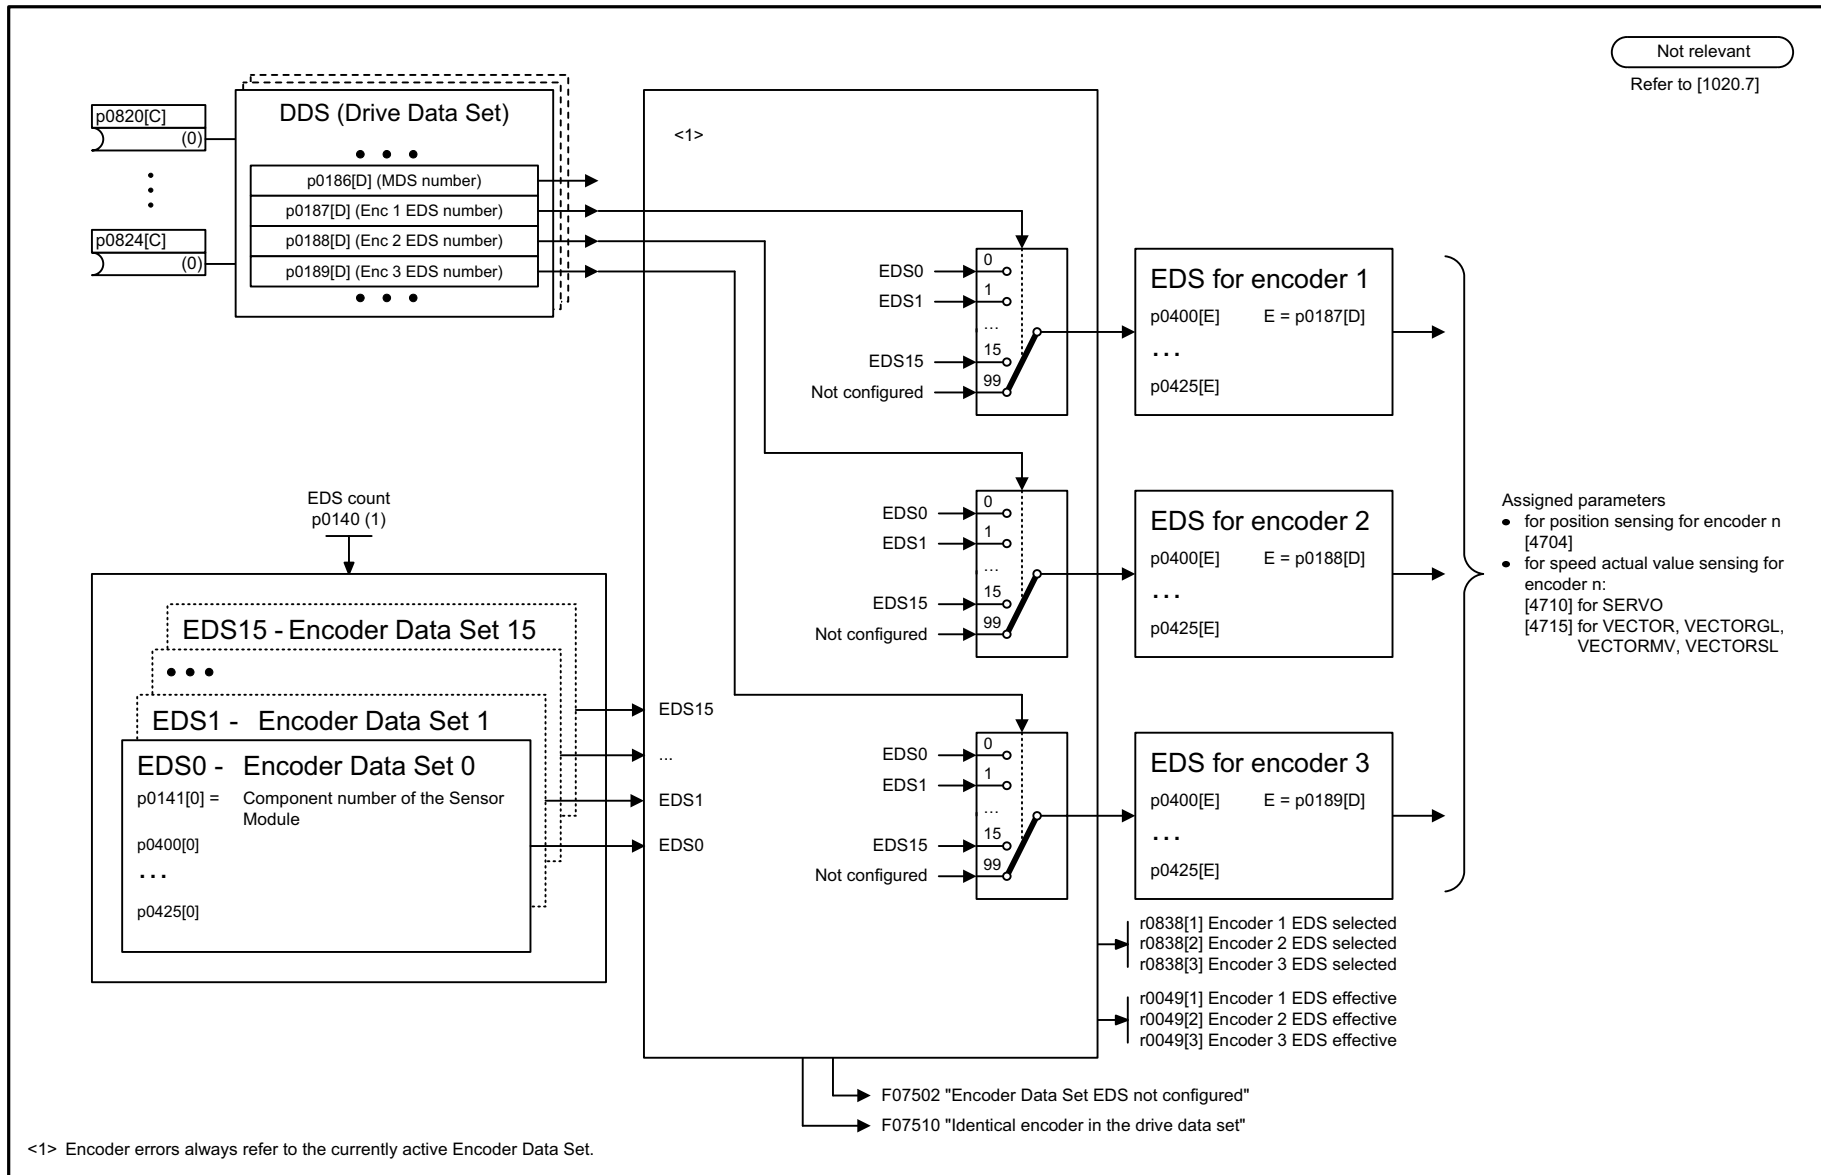 Not relevant
Refer to [1020.7]
p0820[C]
(0)
p0824[C]
(0)
DDS (Drive Data Set)
p0186[D] (MDS number)
p0187[D] (Enc 1 EDS number)
p0188[D] (Enc 2 EDS number)
p0189[D] (Enc 3 EDS number)
<1>
EDS0
0
EDS1
1
...
EDS15
15
Not configured
99
EDS for encoder 1
p0400[E] E = p0187[D]
...
p0425[E]
EDS0
0
EDS1
1
...
EDS15
15
Not configured
99
EDS for encoder 2
p0400[E] E = p0188[D]
...
p0425[E]
EDS0
0
EDS1
1
...
EDS15
15
Not configured
99
EDS for encoder 3
p0400[E] E = p0189[D]
...
p0425[E]
Assigned parameters
• for position sensing for encoder n
[4704]
• for speed actual value sensing for
encoder n:
[4710] for SERVO
[4715] for VECTOR, VECTORGL,
VECTORMV, VECTORSL
EDS count
p0140 (1)
EDS15 - Encoder Data Set 15
EDS1 - Encoder Data Set 1
EDS0 - Encoder Data Set 0
p0141[0] = Component number of the Sensor
Module
p0400[0]
...
p0425[0]
EDS15
...
EDS1
EDS0
r0838[1] Encoder 1 EDS selected
r0838[2] Encoder 2 EDS selected
r0838[3] Encoder 3 EDS selected
r0049[1] Encoder 1 EDS effective
r0049[2] Encoder 2 EDS effective
r0049[3] Encoder 3 EDS effective
F07502 "Encoder Data Set EDS not configured"
F07510 "Identical encoder in the drive data set"
<1> Encoder errors always refer to the currently active Encoder Data Set.